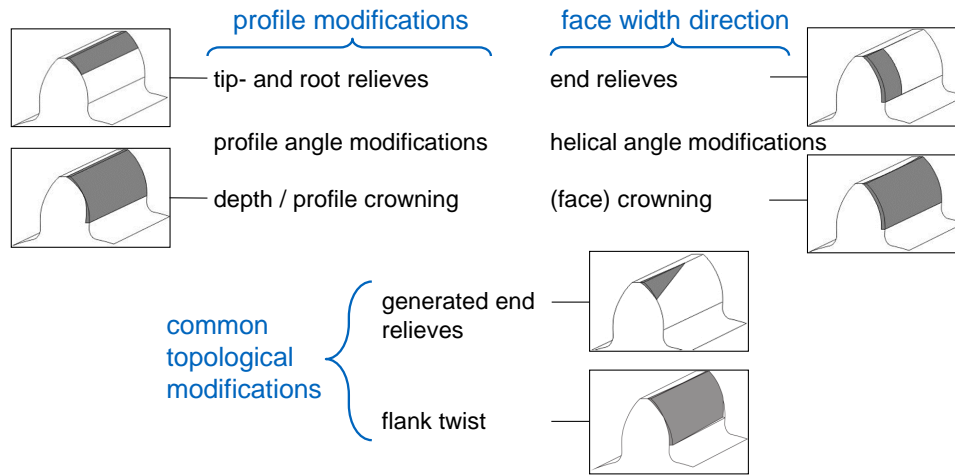 profile modifications
face width direction
tip- and root relieves
end relieves
profile angle modifications
helical angle modifications
depth / profile crowning
(face) crowning
common
topological
modifications
generated end
relieves
flank twist